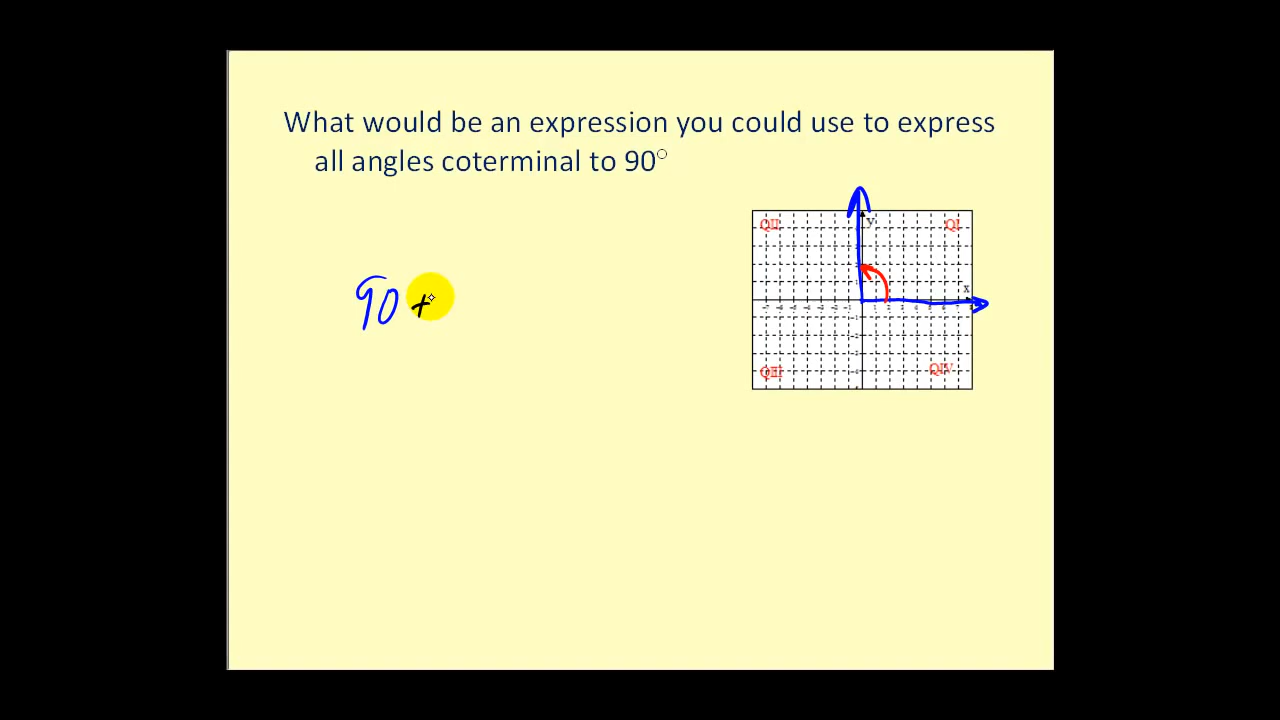 What would be an expression you could use to express
all angles coterminal to 90°
QII
y
QI
90 +
x
QIII
QIV